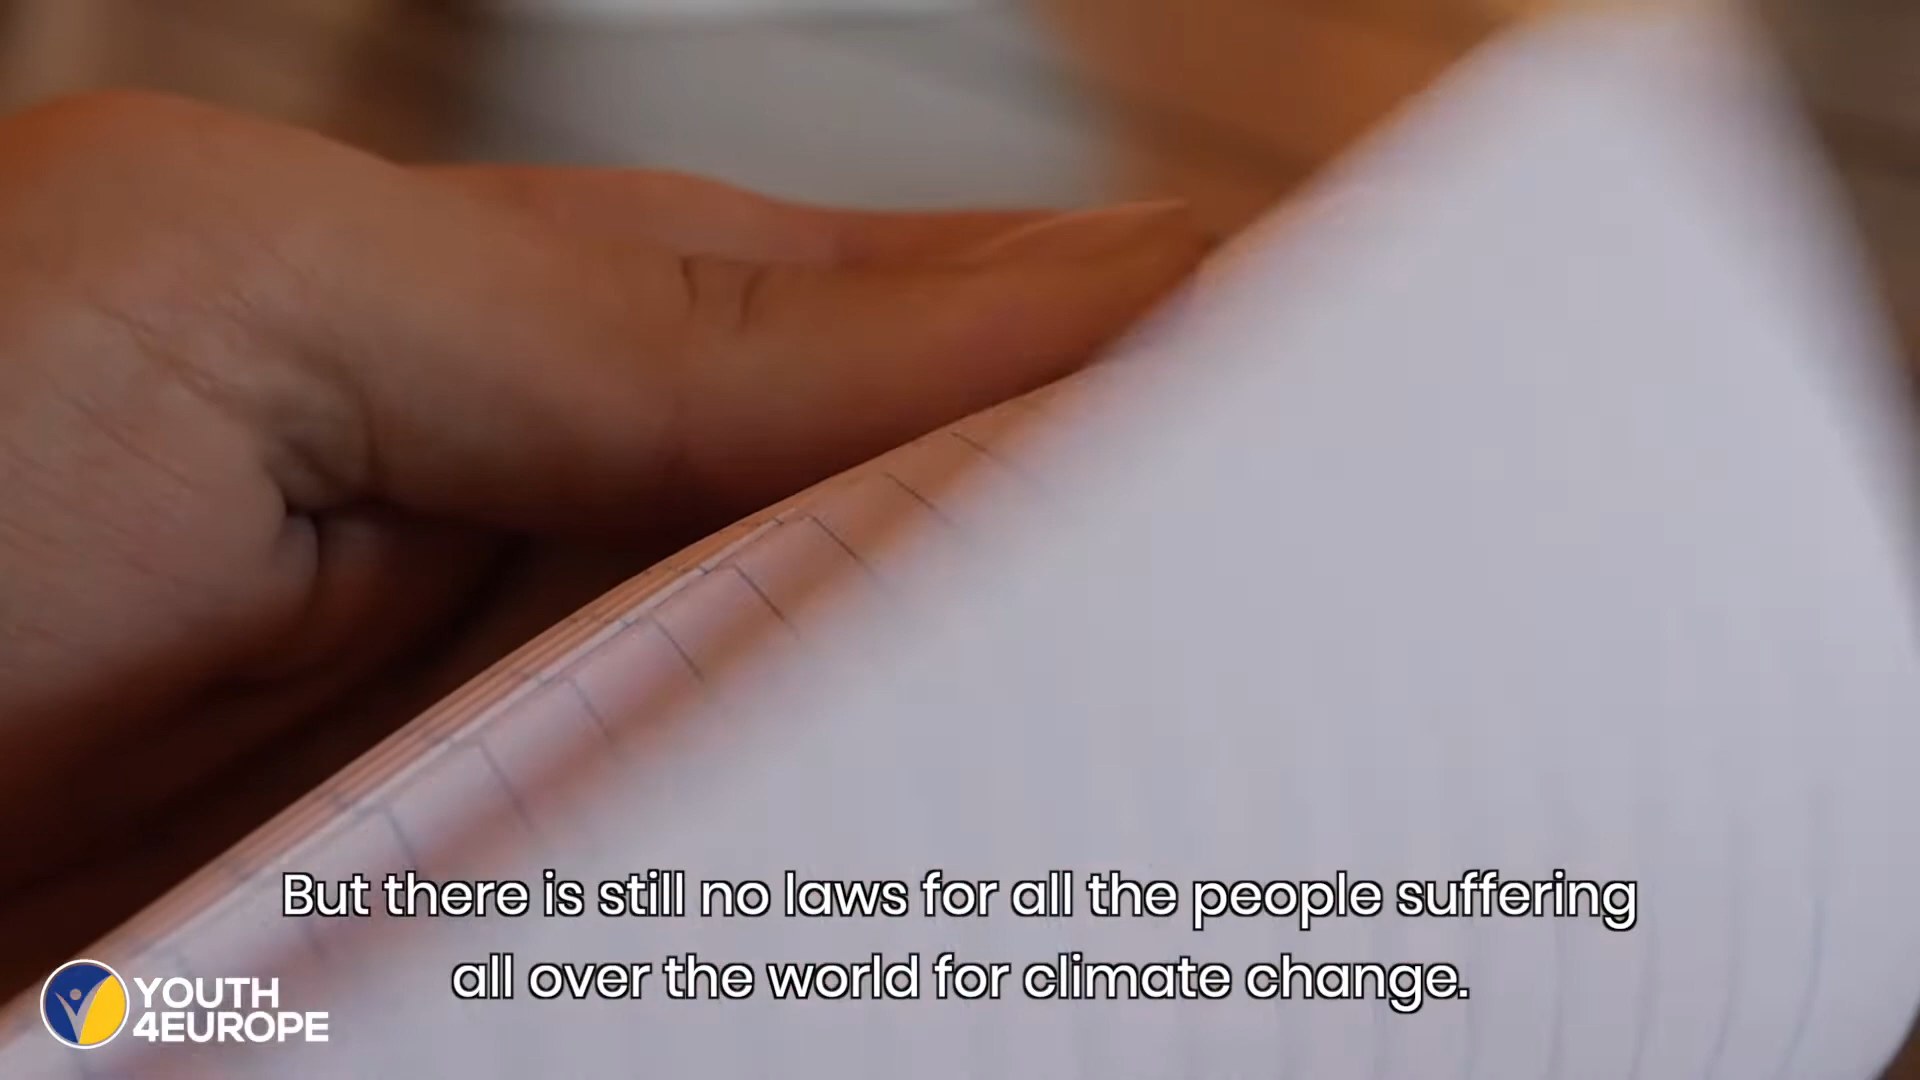 But there is still no laws for all the people suffering
all over the world for climate change.
YOUTH
4EUROPE